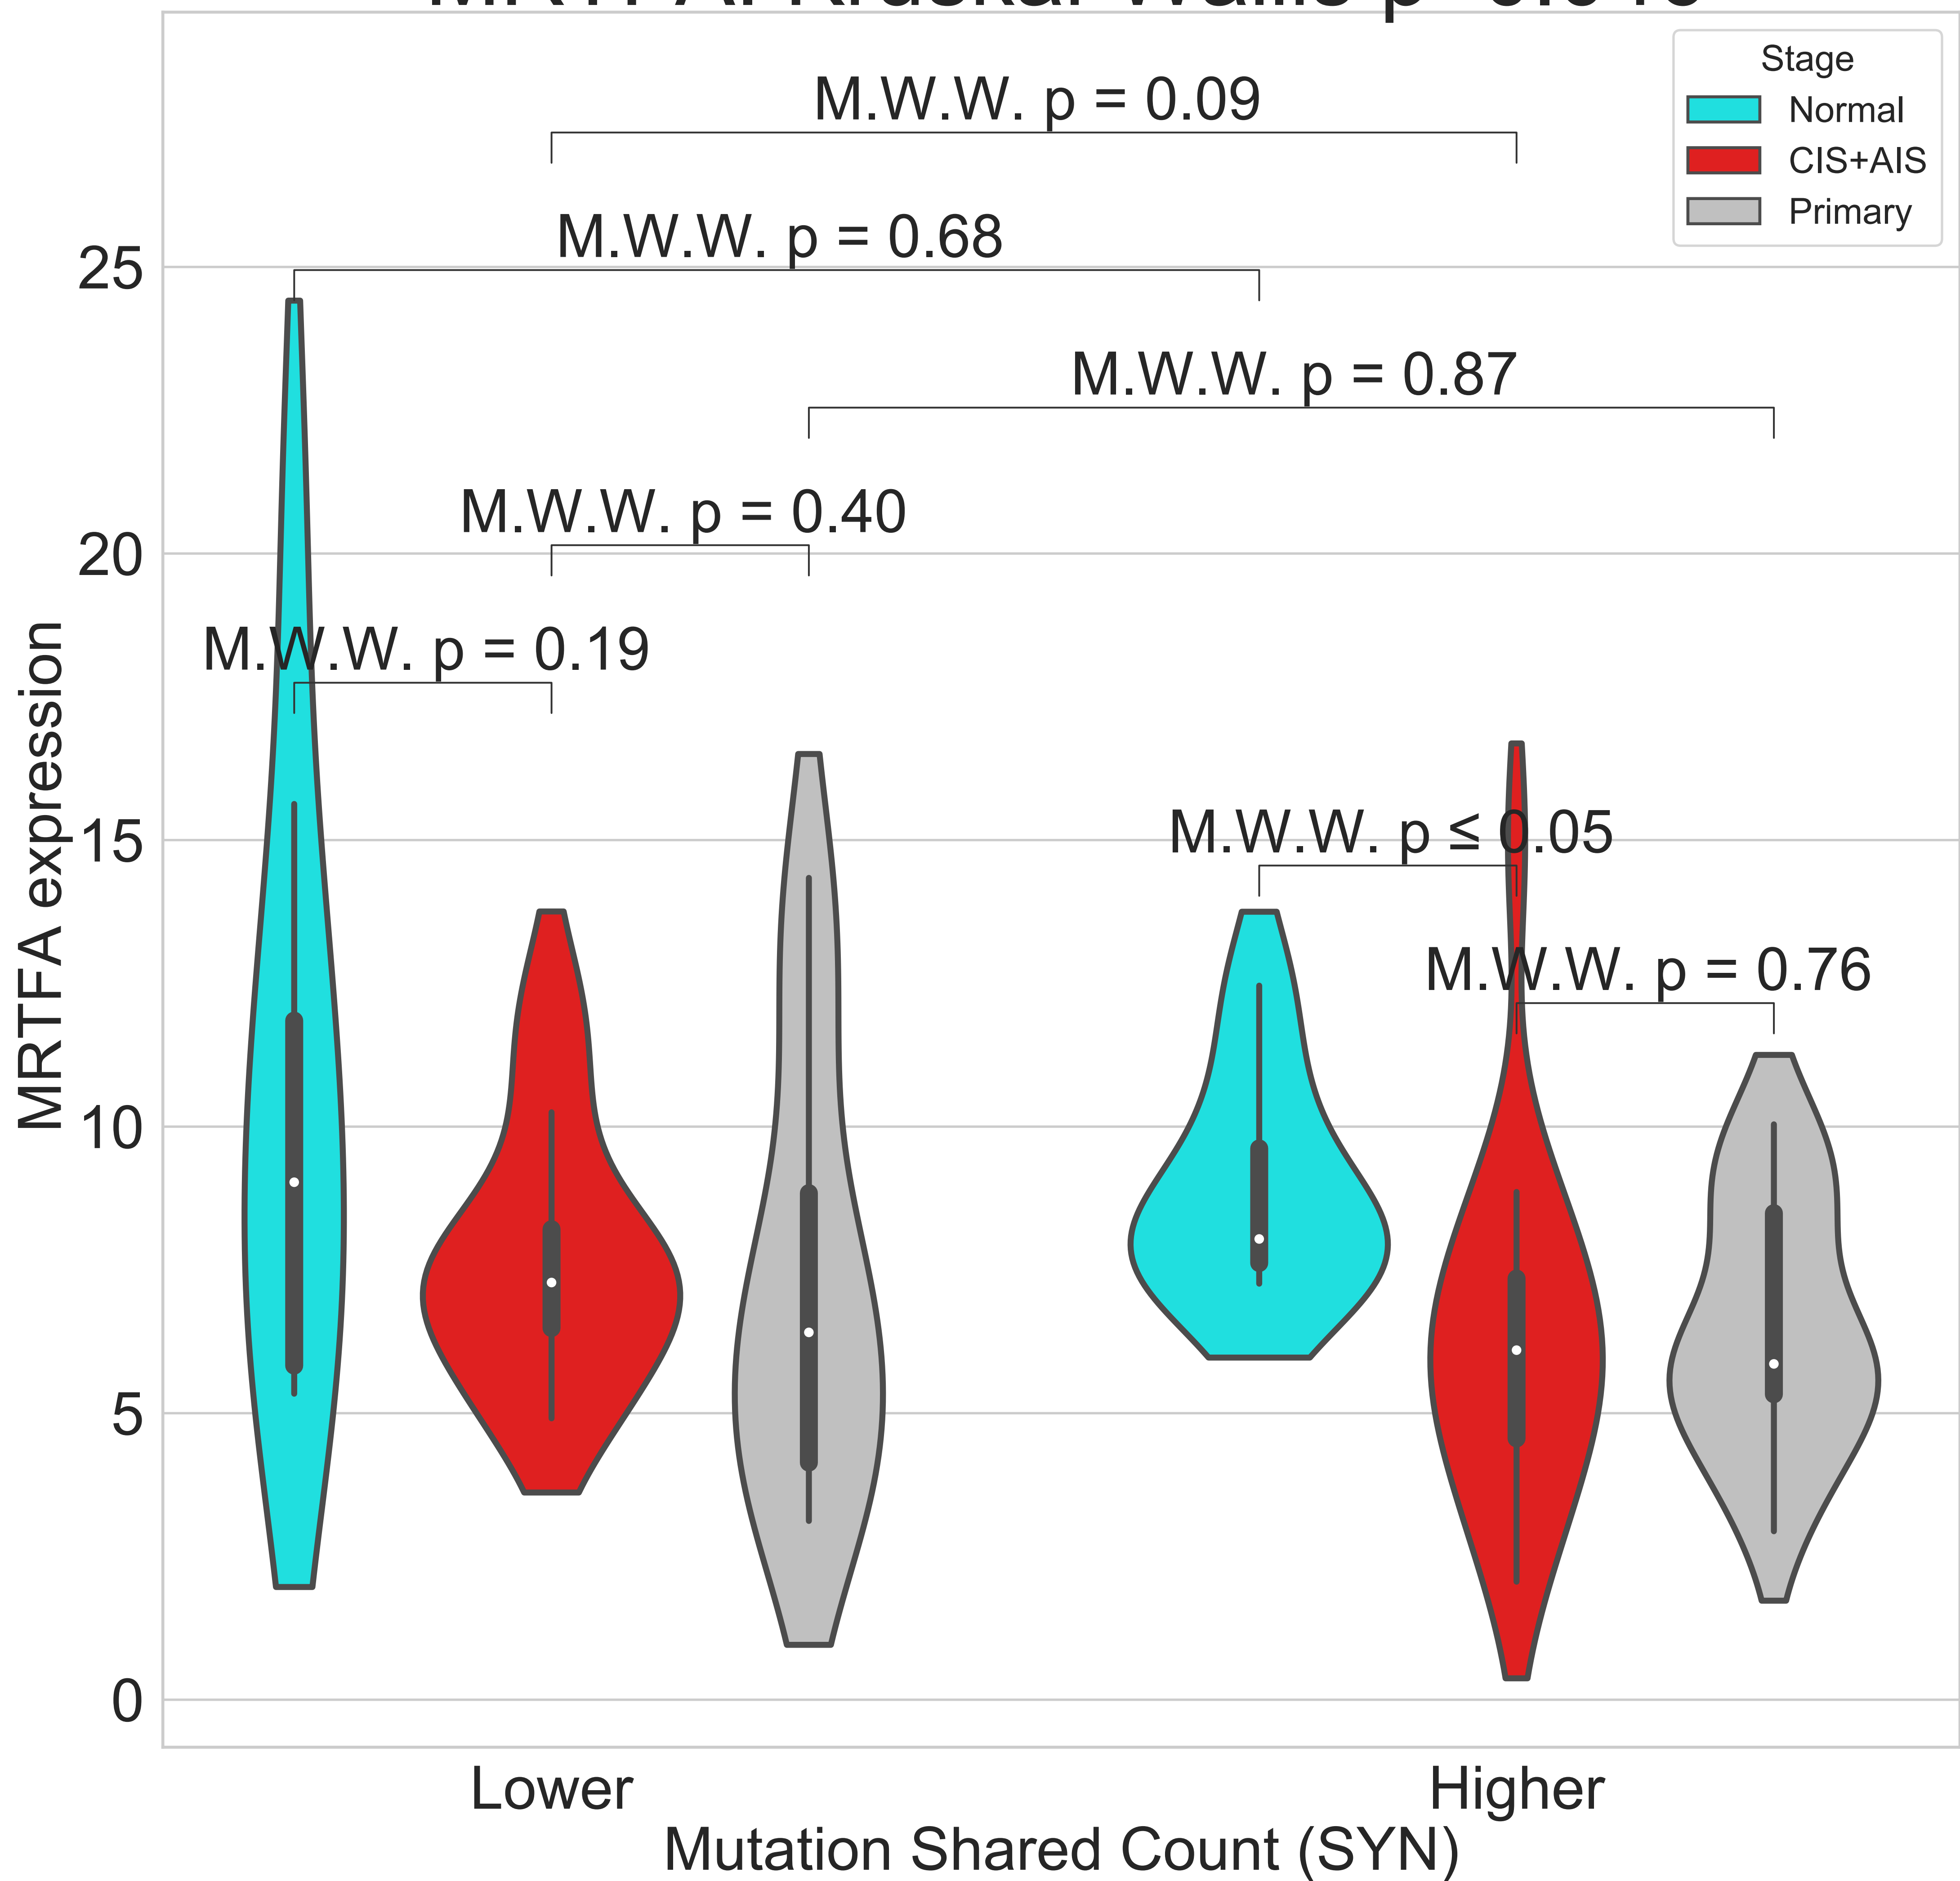 Stage
Normal
CIS+AIS
Primary
M.W.W. p = 0.09
M.W.W. p = 0.68
M.W.W. p = 0.87
M.W.W. p = 0.40
M.W.W. p = 0.19
M.W.W. p ≤ 0.05
M.W.W. p = 0.76
25
20
15
10
5
0
MRTFA expression
Lower
Higher
Mutation Shared Count (SYN)